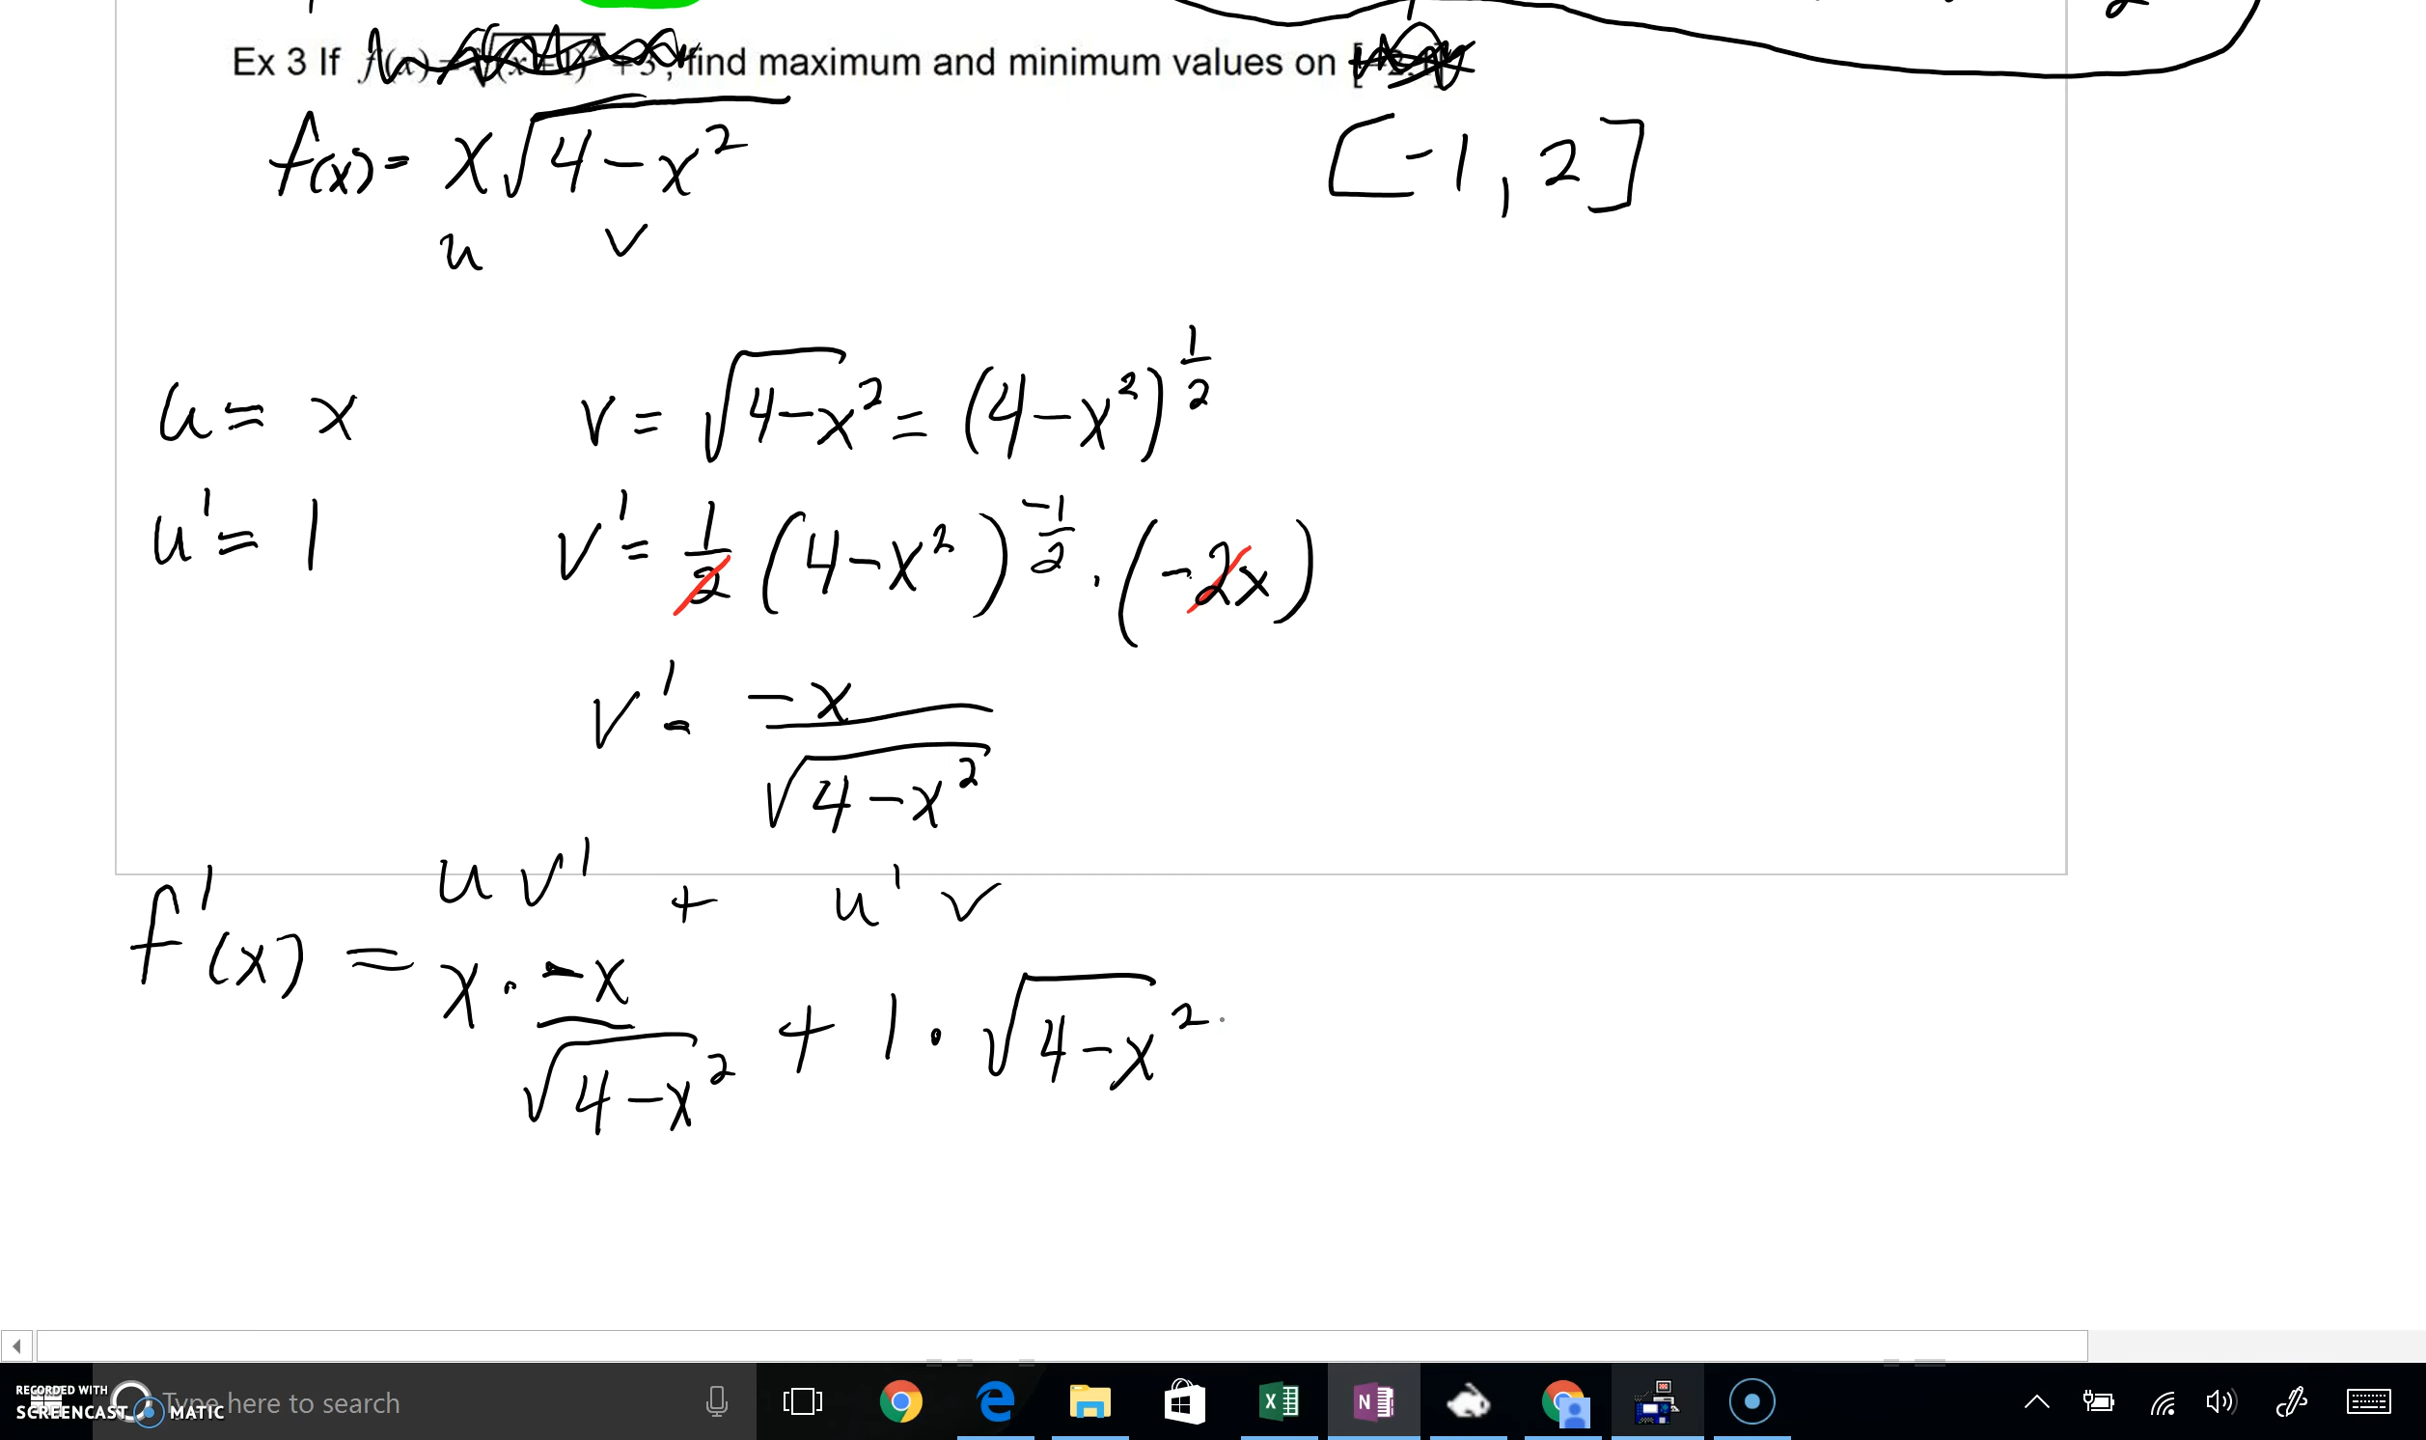 Ex 3 If f(x) = , find maximum and minimum values on
f(x) = x√(4-x²) [-1, 2]
u v
u = x v = √(4-x²) = (4-x²)^(1/2)
u' = 1 v' = 1/2 (4-x²)^(-1/2) · (-2x)
v' = -x/√(4-x²)
u v' + u' v
f'(x) = x · -x/√(4-x²) + 1 · √(4-x²)
RECORDED WITH
SCREENCAST MATIC
Type here to search